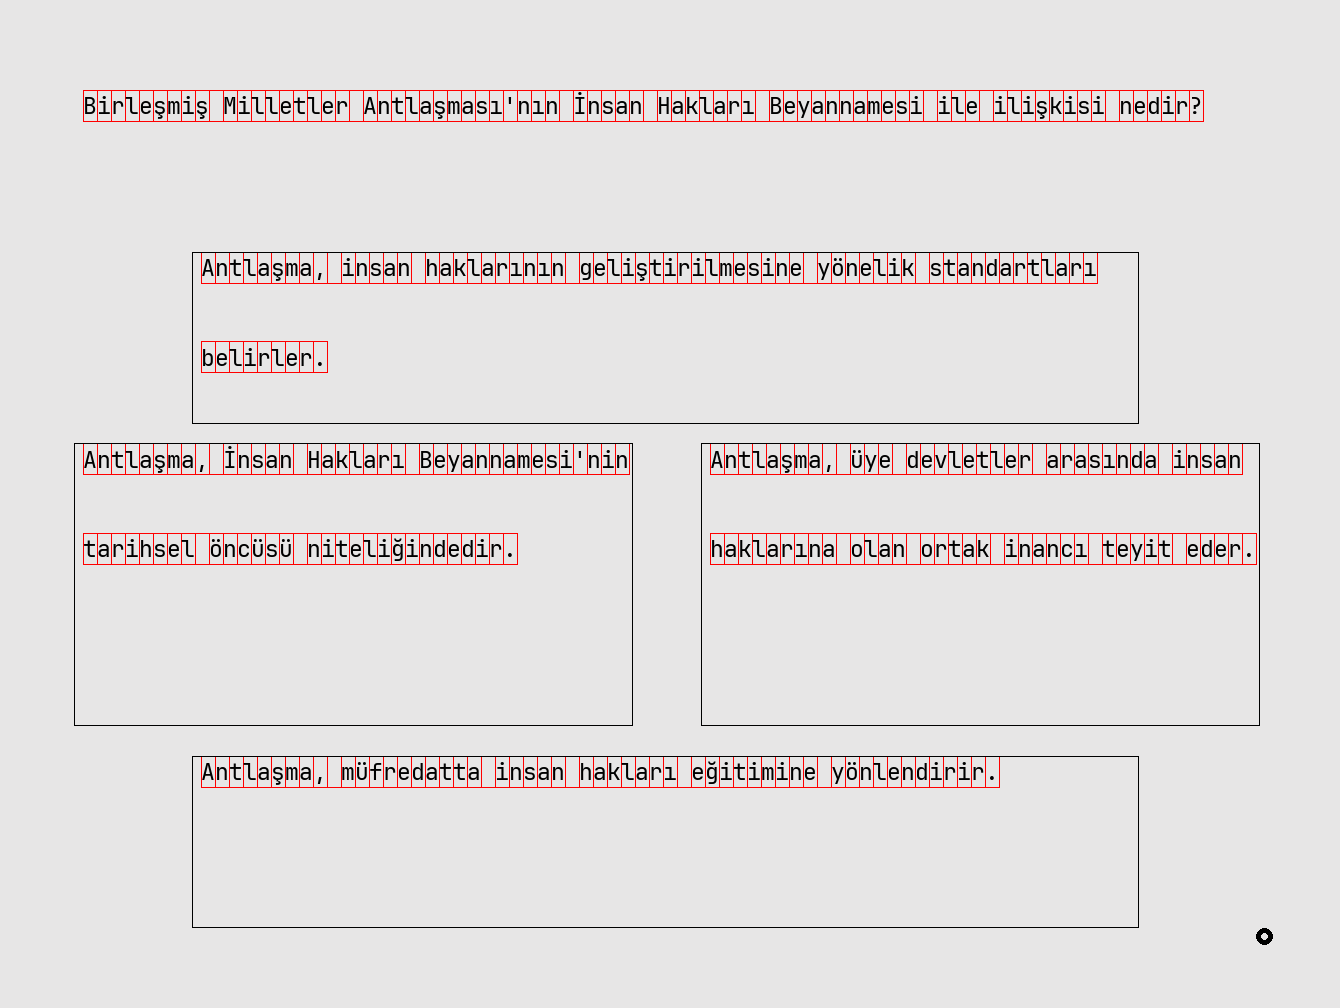 Birleşmiş Milletler Antlaşması'nın İnsan Hakları Beyannamesi ile ilişkisi nedir?
Antlaşma, insan haklarının geliştirilmesine yönelik standartları
belirler.
Antlaşma, İnsan Hakları Beyannamesi'nin
tarihsel öncüsü niteliğindedir.
Antlaşma, üye devletler arasında insan
haklarına olan ortak inancı teyit eder.
Antlaşma, müfredatta insan hakları eğitimine yönlendirir.